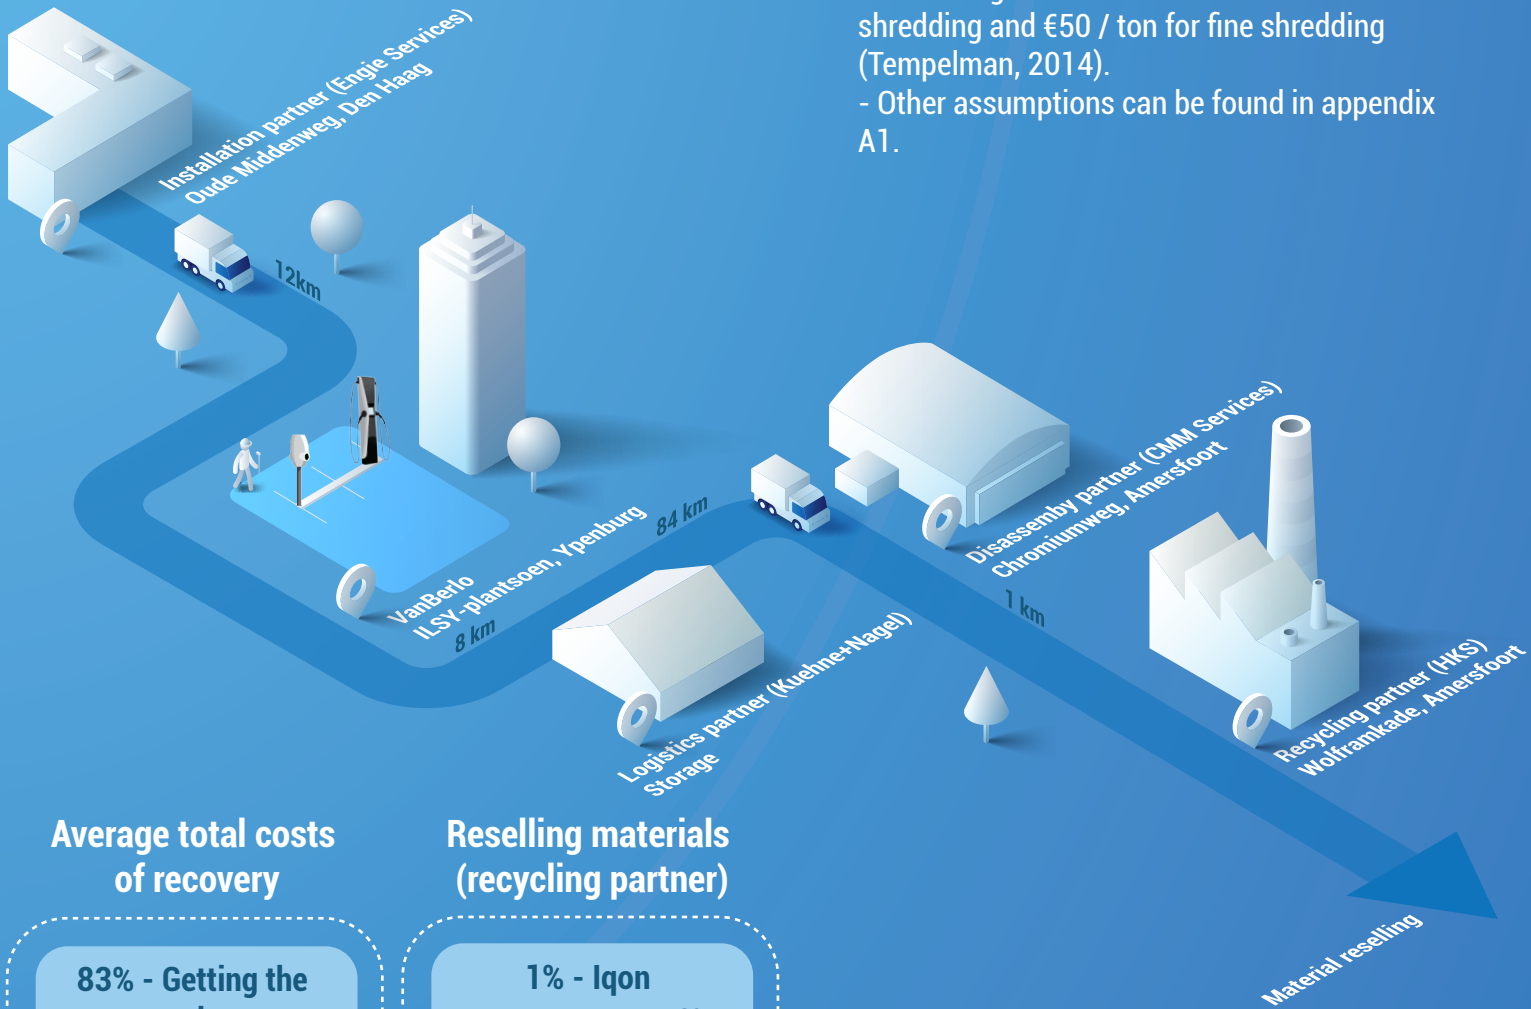 shredding and €50 / ton for fine shredding
(Tempelman, 2014).
- Other assumptions can be found in appendix
A1.
Installation partner (Engie Services)
Oude Middenweg, Den Haag
12km
VanBerlo
ILSY-plantsoen, Ypenburg
8 km
84 km
Logistics partner (Kuehne+Nagel)
Storage
Disassemby partner (CMM Services)
Chromiumweg, Amersfoort
1 km
Recycling partner (HKS)
Wolframkade, Amersfoort
Material reselling
Average total costs
of recovery
83% - Getting the
Reselling materials
(recycling partner)
1% - Iqon